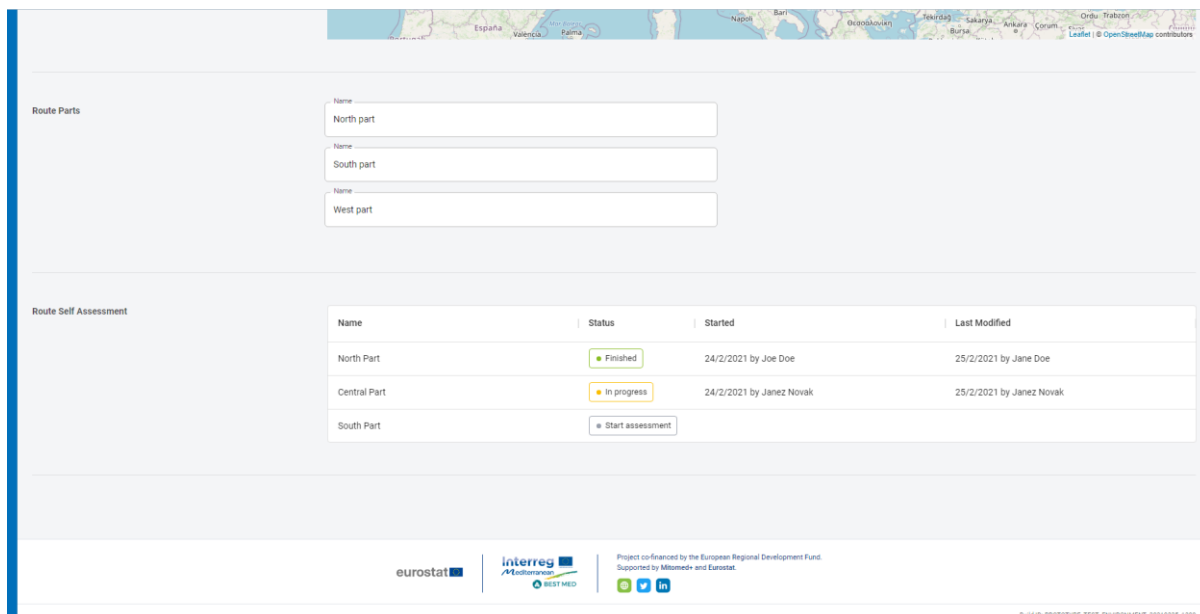 España
Valencia
Palma
Napoli
Bari
Tekirdağ
Sakarya
Ankara
Çorum
Ordu
Trabzon
Bursa
Leaflet | © OpenStreetMap contributors
Route Parts
Name
North part
Name
South part
Name
West part
Route Self Assessment
Name Status Started Last Modified
North Part Finished 24/2/2021 by Joe Doe 25/2/2021 by Jane Doe
Central Part In progress 24/2/2021 by Janez Novak 25/2/2021 by Janez Novak
South Part Start assessment
eurostat
Interreg
Mediterranean
BEST MED
Project co-financed by the European Regional Development Fund.
Supported by Mitomed+ and Eurostat.
in